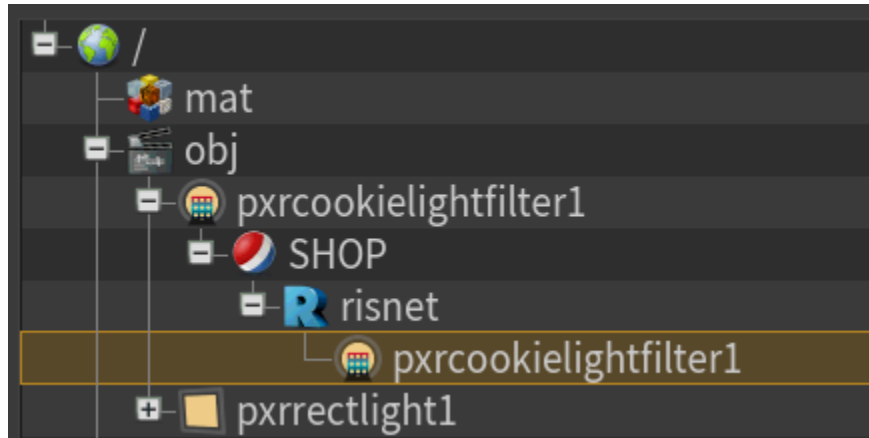 /
mat
obj
pxrcookielightfilter1
SHOP
risnet
pxrcookielightfilter1
pxrrectlight1